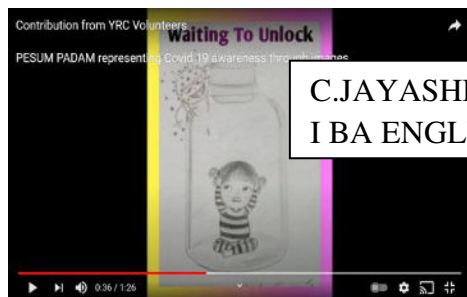 Contribution from YRC Volunteers
Waiting To Unlock
PESUM PADAM representing Covid 19 awareness through images
C.JAYASH
I BA ENGL
0:36 / 1:26